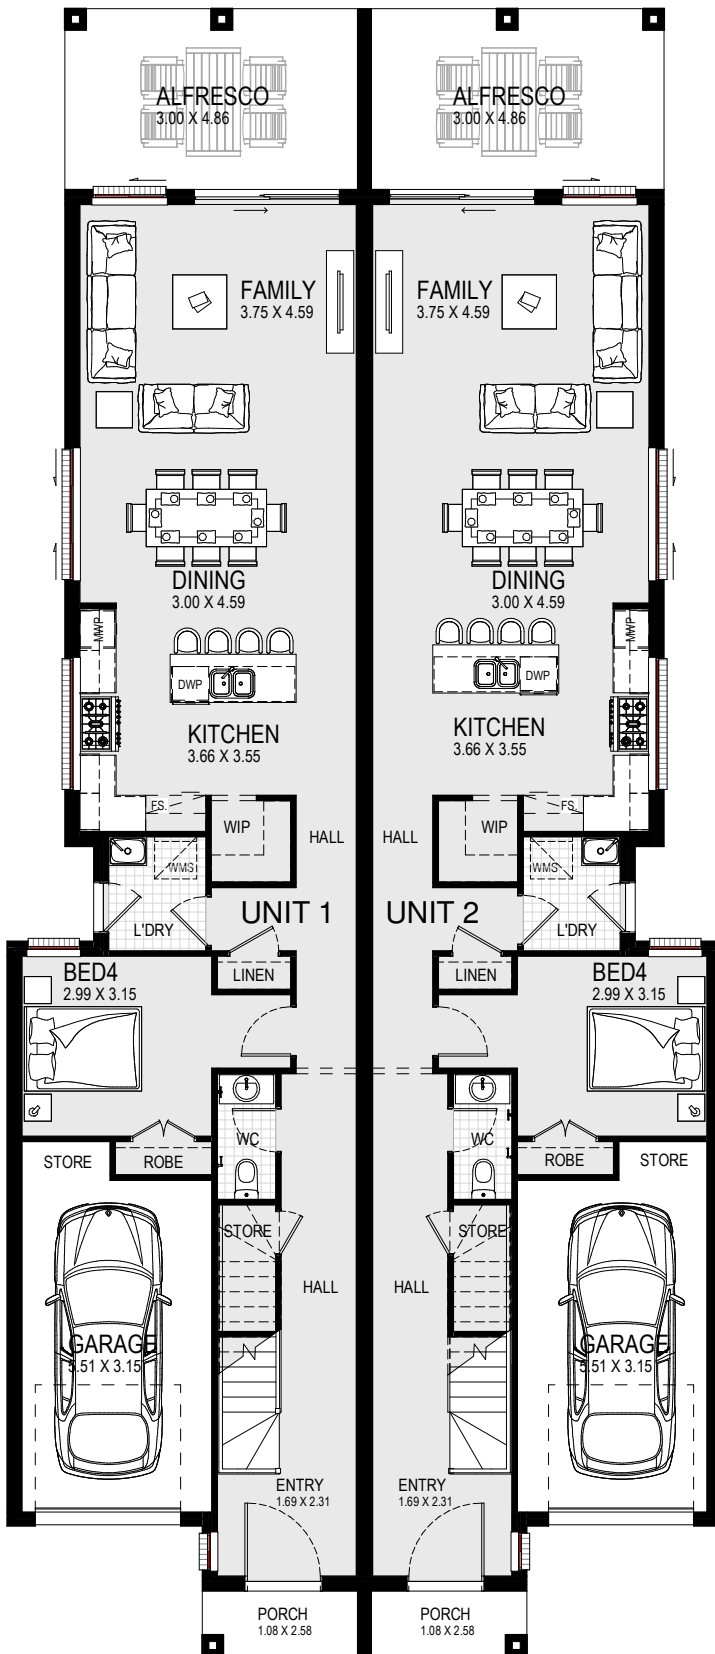 ALFRESCO
3.00 X 4.86
ALFRESCO
3.00 X 4.86
FAMILY
3.75 X 4.59
FAMILY
3.75 X 4.59
DINING
3.00 X 4.59
DINING
3.00 X 4.59
MWP
MWP
DWP
DWP
KITCHEN
3.66 X 3.55
KITCHEN
3.66 X 3.55
FS.
FS.
WIP
HALL
HALL
WIP
WMS
WMS
L'DRY
UNIT 1
UNIT 2
L'DRY
LINEN
LINEN
BED4
2.99 X 3.15
BED4
2.99 X 3.15
WC
WC
STORE
ROBE
ROBE
STORE
STORE
STORE
HALL
HALL
GARAGE
5.51 X 3.15
GARAGE
5.51 X 3.15
ENTRY
1.69 X 2.31
ENTRY
1.69 X 2.31
PORCH
1.08 X 2.58
PORCH
1.08 X 2.58